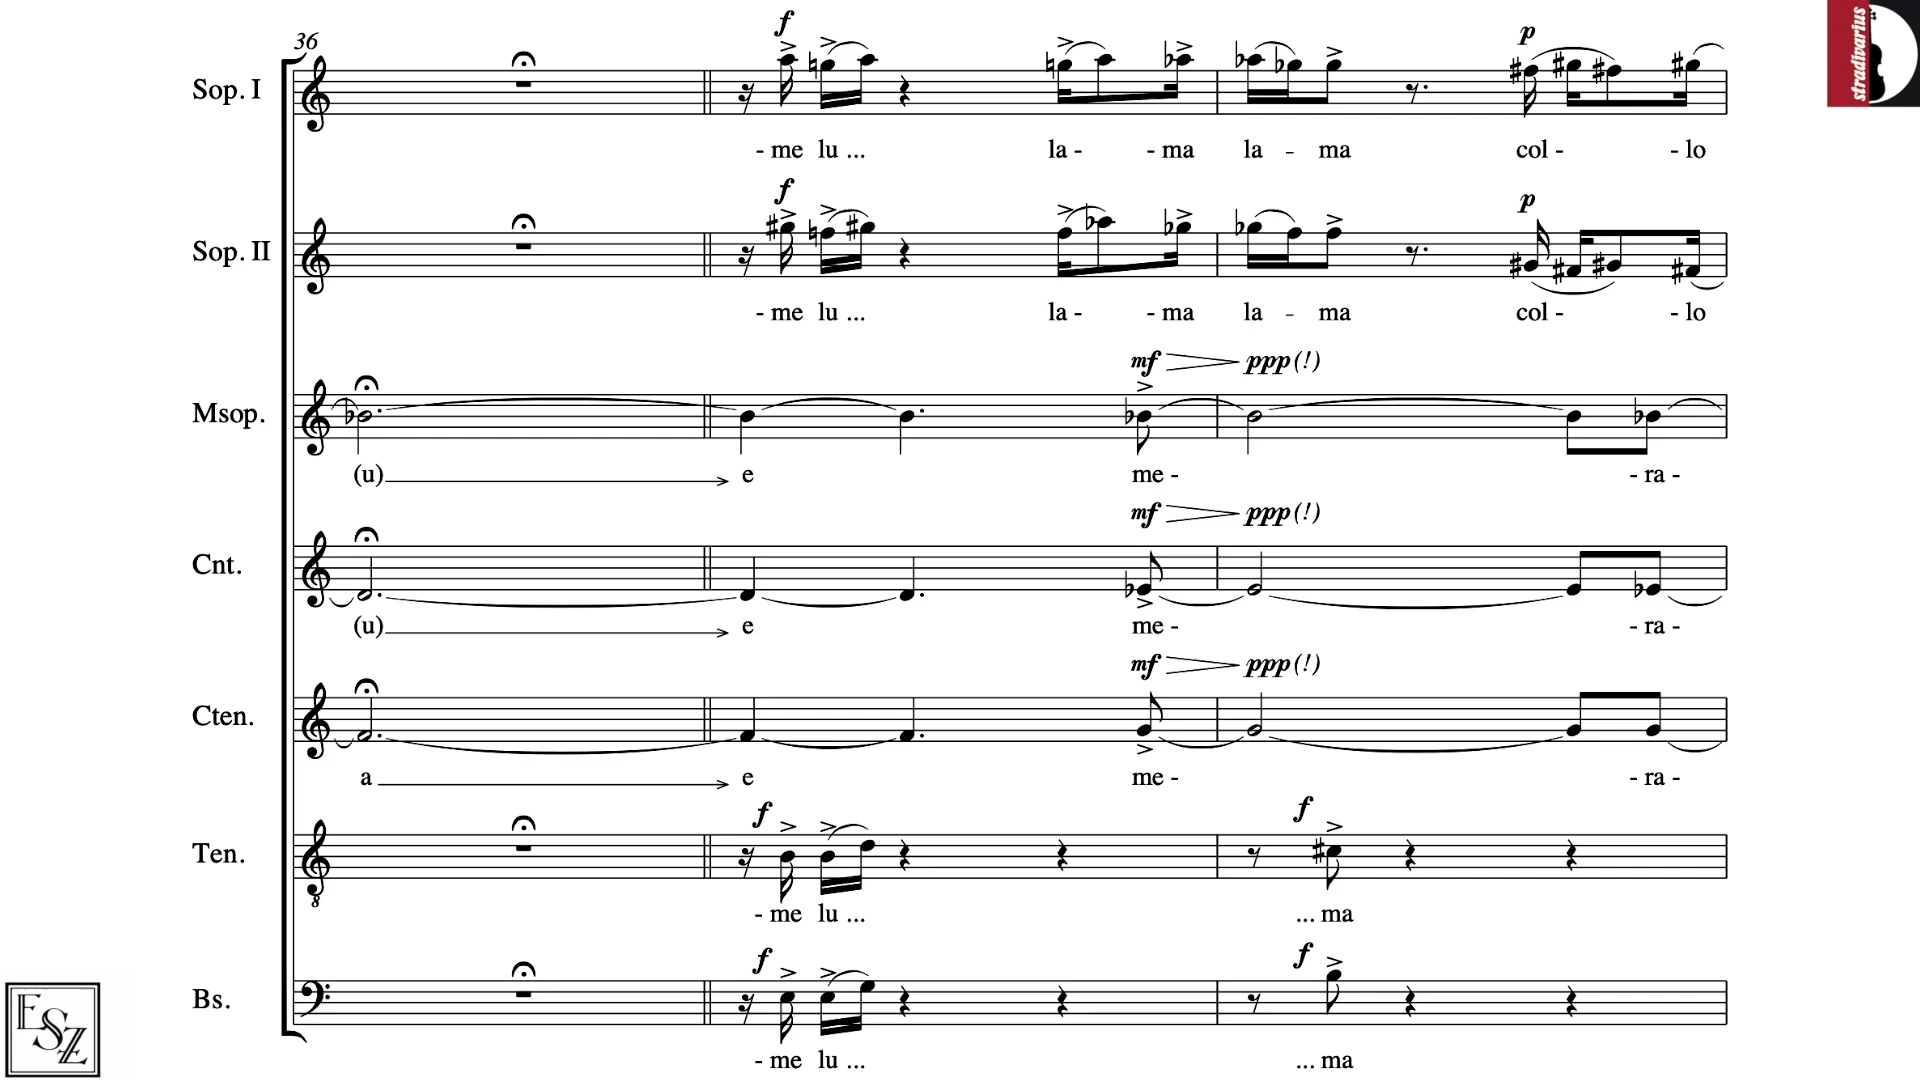 f
36
Sop. I
p
- me lu ... la - - ma la - ma col - - lo
f
p
Sop. II
- me lu ... la - - ma la - ma col - - lo
mf ppp (!)
Msop.
(u) e me - - ra -
mf ppp (!)
Cnt.
(u) e me - - ra -
mf ppp (!)
Cten.
a e me - - ra -
f f
Ten.
8
- me lu ... ... ma
f f
Bs.
- me lu ... ... ma
stradivarius
ESZ